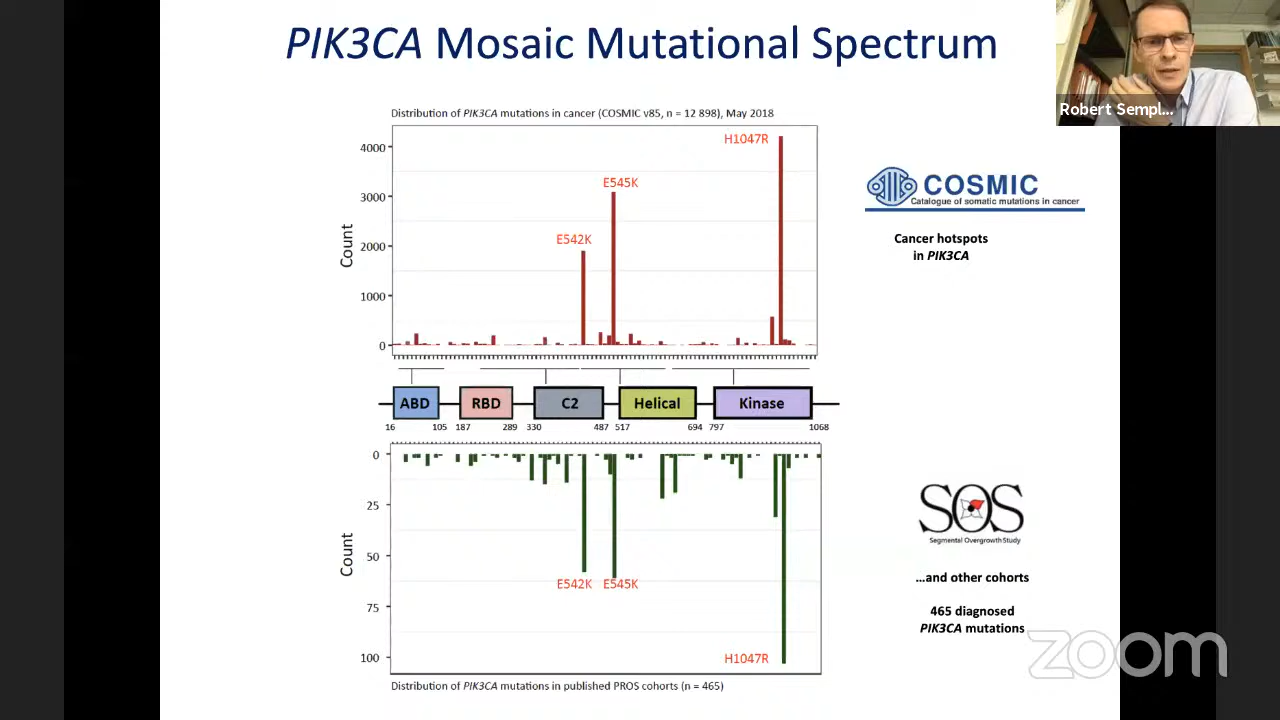 PIK3CA Mosaic Mutational Spectrum
Robert Sempl...
Distribution of PIK3CA mutations in cancer (COSMIC v85, n = 12 898), May 2018
H1047R
E545K
E542K
4000
3000
2000
1000
0
Count
COSMIC
Catalogue of somatic mutations in cancer
Cancer hotspots
in PIK3CA
ABD RBD C2 Helical Kinase
16 105 187 289 330 487 517 694 797 1068
0
25
50
75
100
Count
E542K E545K
H1047R
SOS
Segmental Overgrowth Study
...and other cohorts
465 diagnosed
PIK3CA mutations
zoom
Distribution of PIK3CA mutations in published PROS cohorts (n = 465)